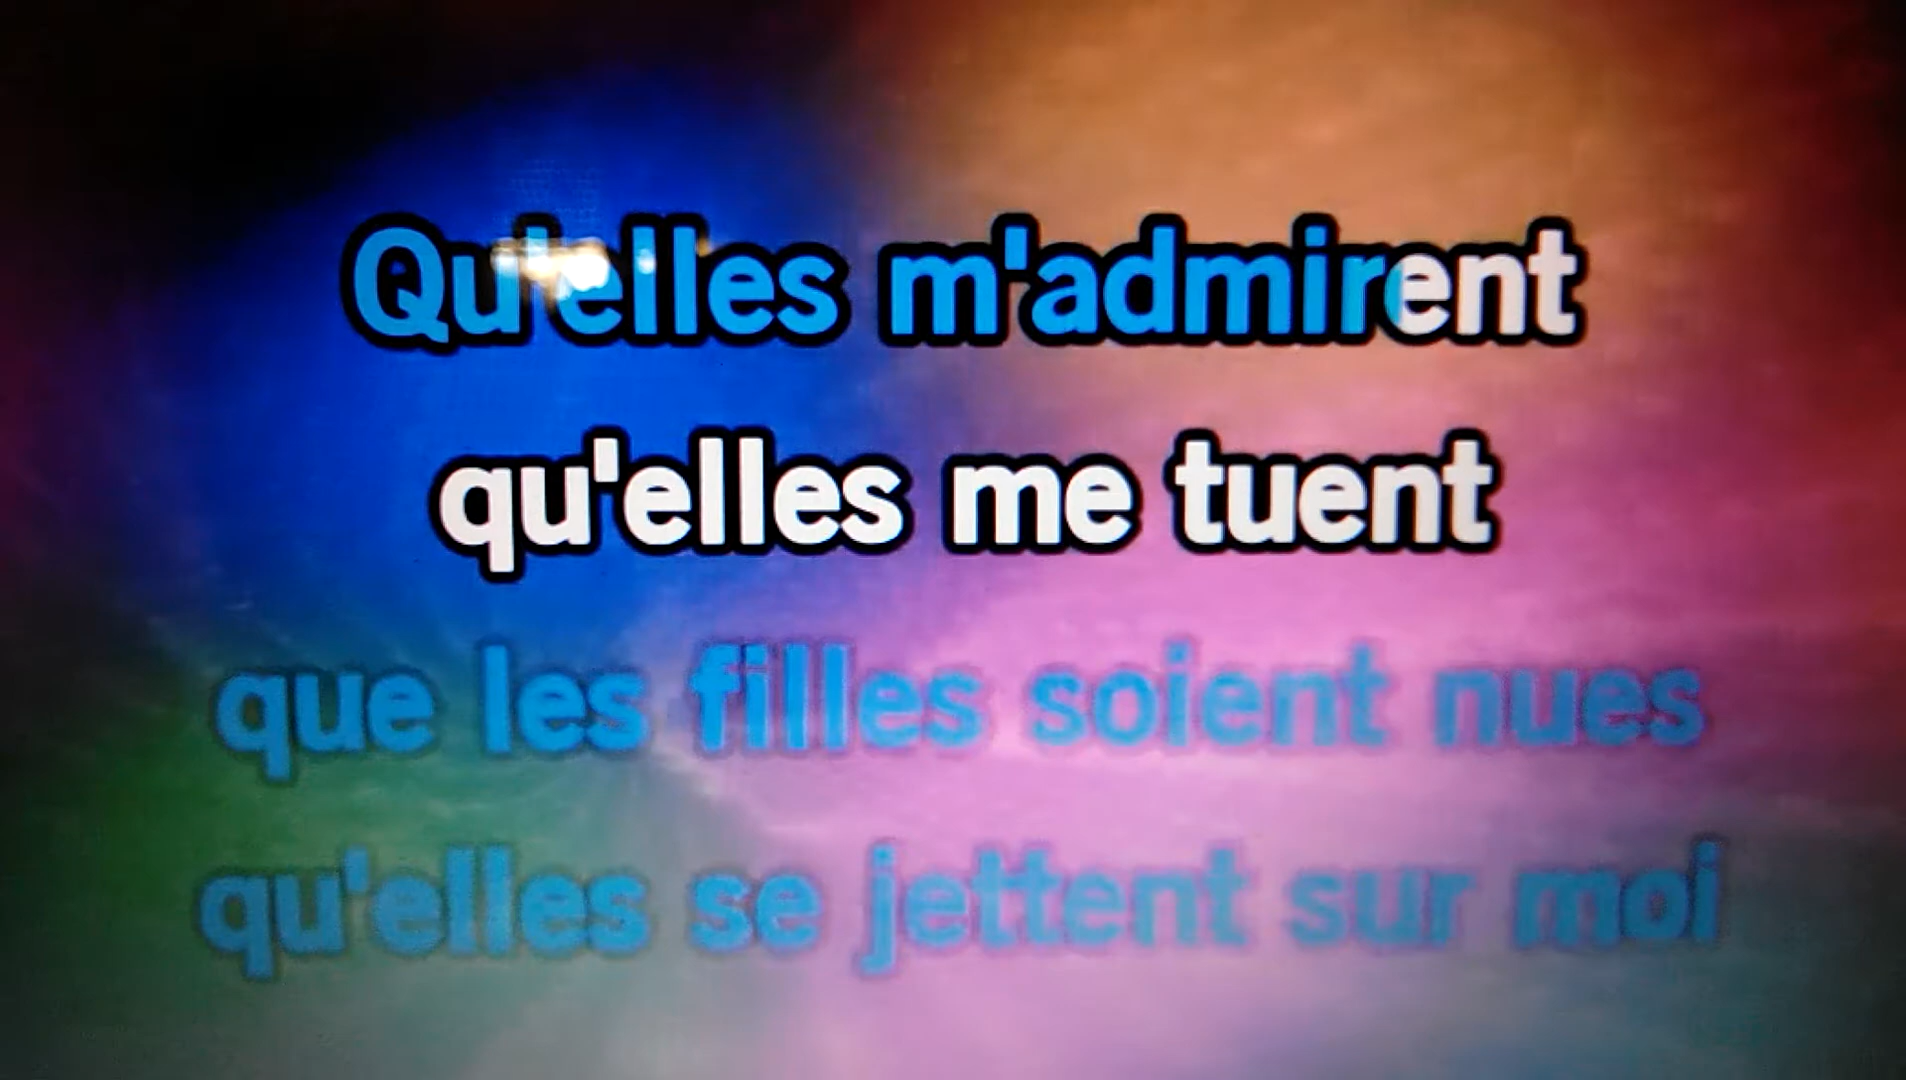 Qu'elles m'admirent
qu'elles me tuent
que les filles soient nues
qu'elles se jettent sur moi